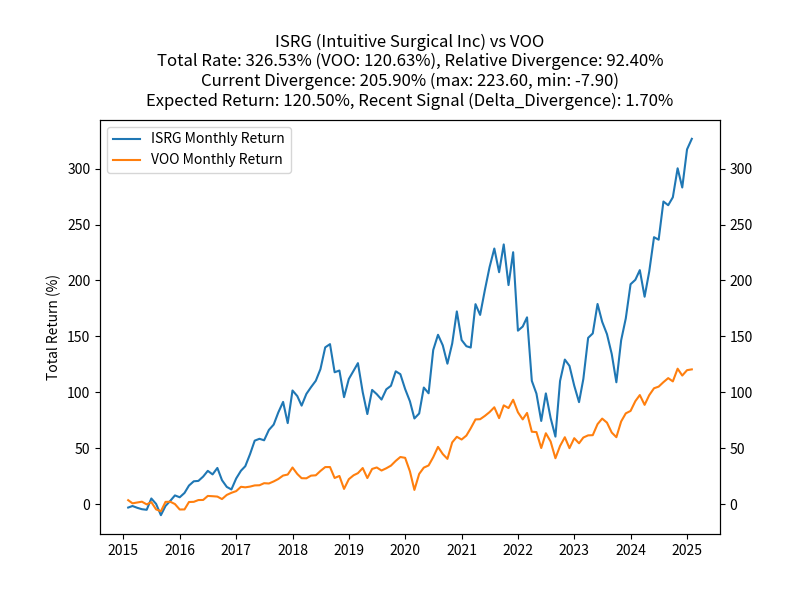 ISRG (Intuitive Surgical Inc) vs VOO
Total Rate: 326.53% (VOO: 120.63%), Relative Divergence: 92.40%
Current Divergence: 205.90% (max: 223.60, min: -7.90)
Expected Return: 120.50%, Recent Signal (Delta_Divergence): 1.70%
ISRG Monthly Return
VOO Monthly Return
Total Return (%)
300 300
250 250
200 200
150 150
100 100
50 50
0 0
2015 2016 2017 2018 2019 2020 2021 2022 2023 2024 2025